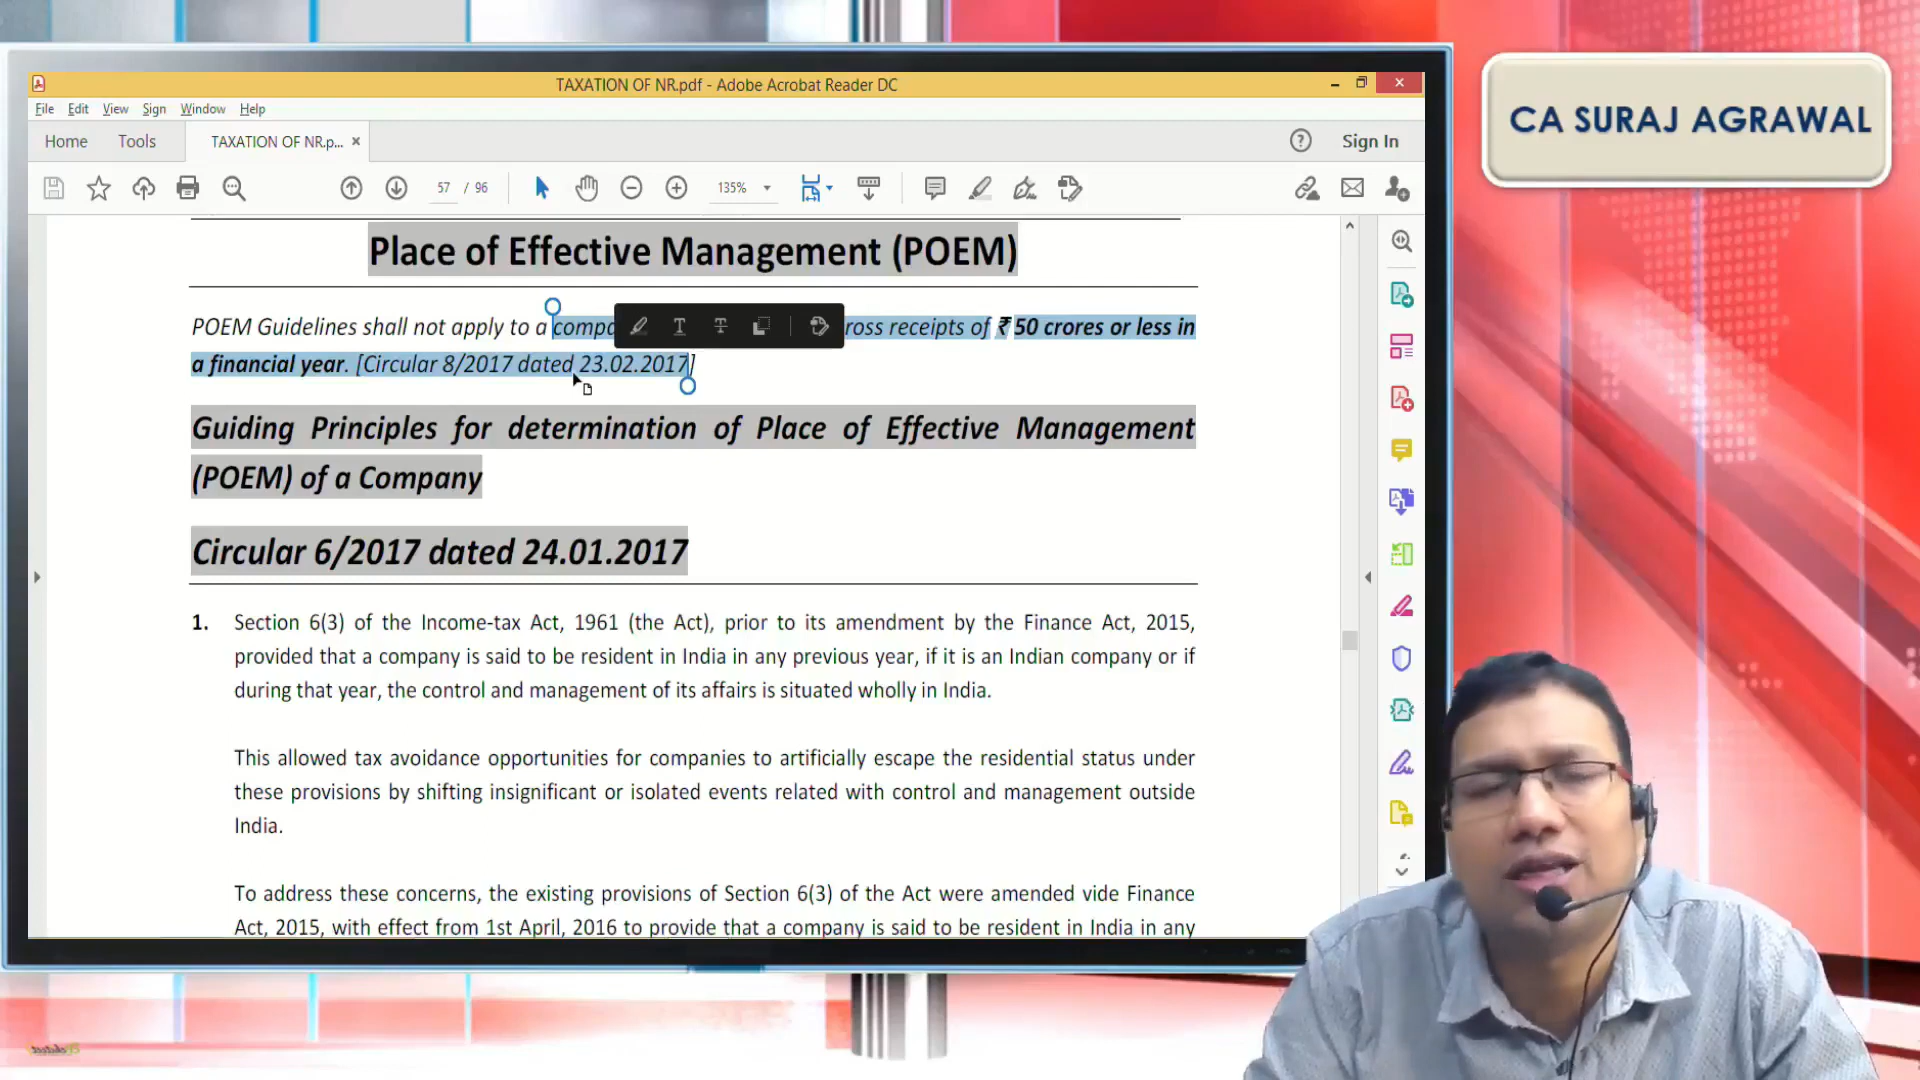 TAXATION OF NR.pdf - Adobe Acrobat Reader DC
CA SURAJ AGRAWAL
File Edit View Sign Window Help
Home Tools TAXATION OF NR.p... × Sign In
57 / 96 135%
Place of Effective Management (POEM)
POEM Guidelines shall not apply to a ross receipts of ₹ 50 crores or less in
a financial year. [Circular 8/2017 dated 23.02.2017]
Guiding Principles for determination of Place of Effective Management
(POEM) of a Company
Circular 6/2017 dated 24.01.2017
1. Section 6(3) of the Income-tax Act, 1961 (the Act), prior to its amendment by the Finance Act, 2015,
provided that a company is said to be resident in India in any previous year, if it is an Indian company or if
during that year, the control and management of its affairs is situated wholly in India.
This allowed tax avoidance opportunities for companies to artificially escape the residential status under
these provisions by shifting insignificant or isolated events related with control and management outside
India.
To address these concerns, the existing provisions of Section 6(3) of the Act were amended vide Finance
Act, 2015, with effect from 1st April, 2016 to provide that a company is said to be resident in India in any